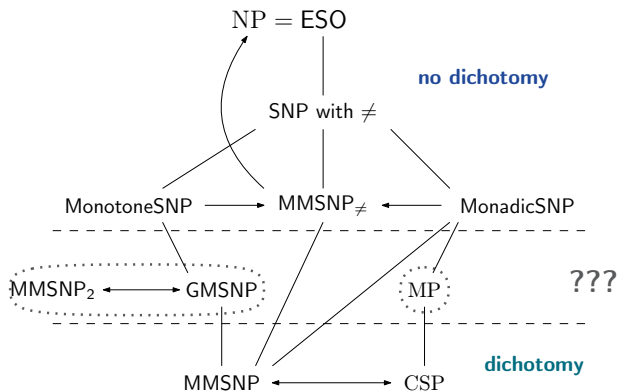 NP = ESO
no dichotomy
SNP with ≠
MonotoneSNP MMSNP≠ MonadicSNP
MMSNP₂ GMSNP MP ???
MMSNP CSP
dichotomy